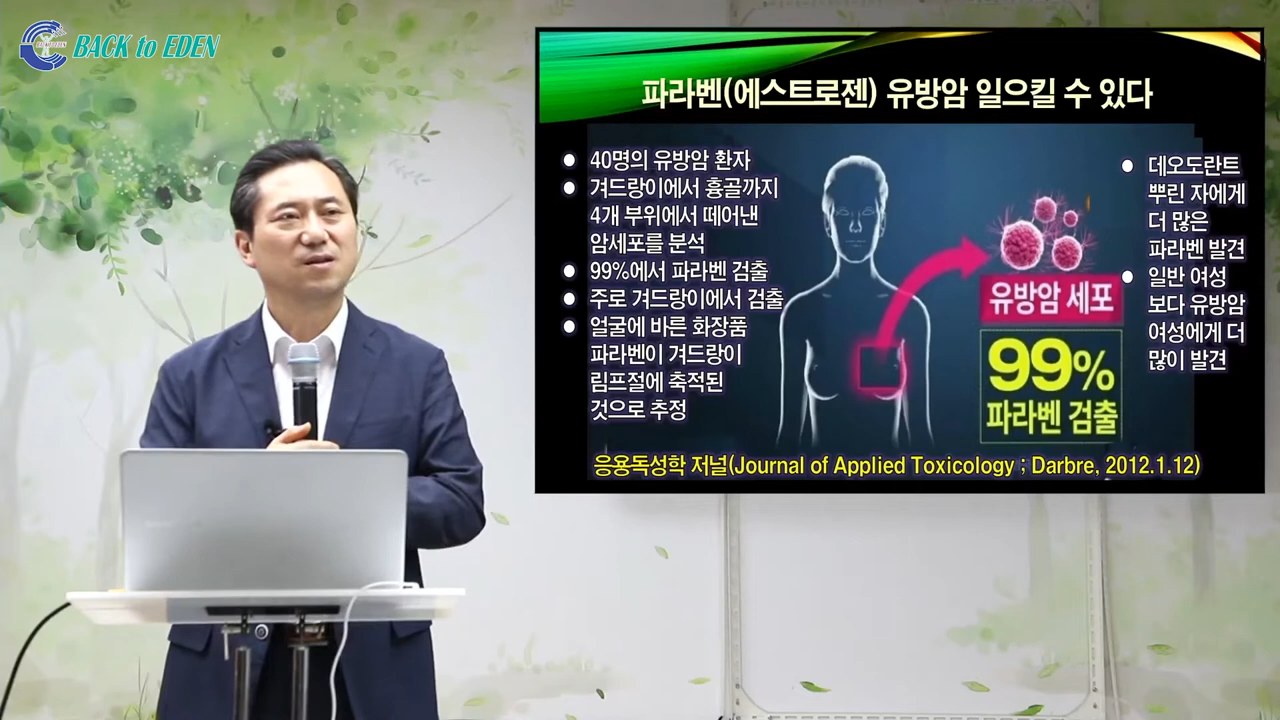 BACK to EDEN
파라벤(에스트로젠) 유방암 일으킬 수 있다
● 40명의 유방암 환자
● 겨드랑이에서 흉골까지
4개 부위에서 떼어낸
암세포를 분석
● 99%에서 파라벤 검출
● 주로 겨드랑이에서 검출
● 얼굴에 바른 화장품
파라벤이 겨드랑이
림프절에 축적된
것으로 추정
유방암 세포
99%
파라벤 검출
● 데오도란트
뿌린 자에게
더 많은
파라벤 발견
● 일반 여성
보다 유방암
여성에게 더
많이 발견
응용독성학 저널(Journal of Applied Toxicology ; Darbre, 2012.1.12)